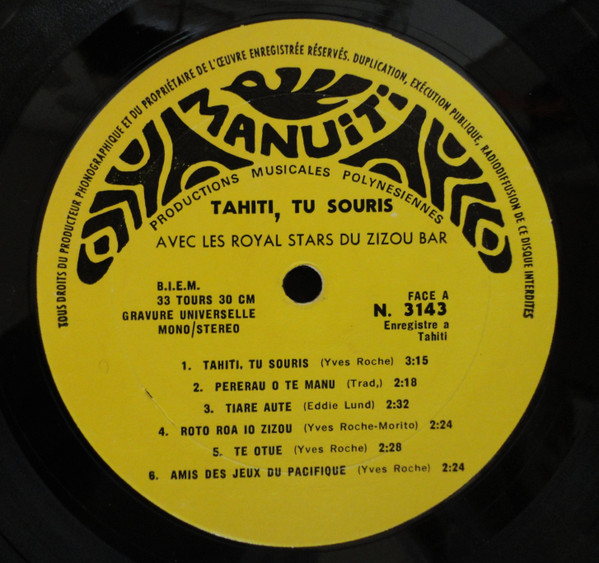 TOUS DROITS DU PRODUCTEUR PHONOGRAPHIQUE ET DU PROPRIÉTAIRE DE L'ŒUVRE ENREGISTRÉE RÉSERVÉS. DUPLICATION, EXÉCUTION PUBLIQUE, RADIODIFFUSION DE CE DISQUE INTERDITES
MANUiTi
PRODUCTIONS MUSICALES POLYNESIENNES
TAHITI, TU SOURIS
AVEC LES ROYAL STARS DU ZIZOU BAR
B.I.E.M.
33 TOURS 30 CM
GRAVURE UNIVERSELLE
MONO/STEREO
FACE A
N. 3143
Enregistre a
Tahiti
1. TAHITI, TU SOURIS (Yves Roche) 3:15
2. PERERAU O TE MANU (Trad,) 2:18
3. TIARE AUTE (Eddie Lund) 2:32
4. ROTO ROA IO ZIZOU (Yves Roche-Morito) 2:24
5. TE OTUE (Yves Roche) 2:28
6. AMIS DES JEUX DU PACIFIQUE (Yves Roche) 2:24